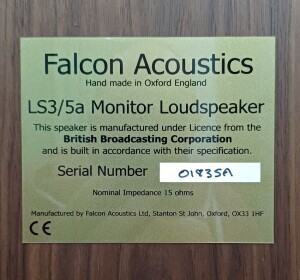 Falcon Acoustics
Hand made in Oxford England
LS3/5a Monitor Loudspeaker
This speaker is manufactured under Licence from the
British Broadcasting Corporation
and is built in accordance with their specification.
Serial Number 01835A
Nominal Impedance 15 ohms
Manufactured by Falcon Acoustics Ltd, Stanton St John, Oxford, OX33 1HF
CE